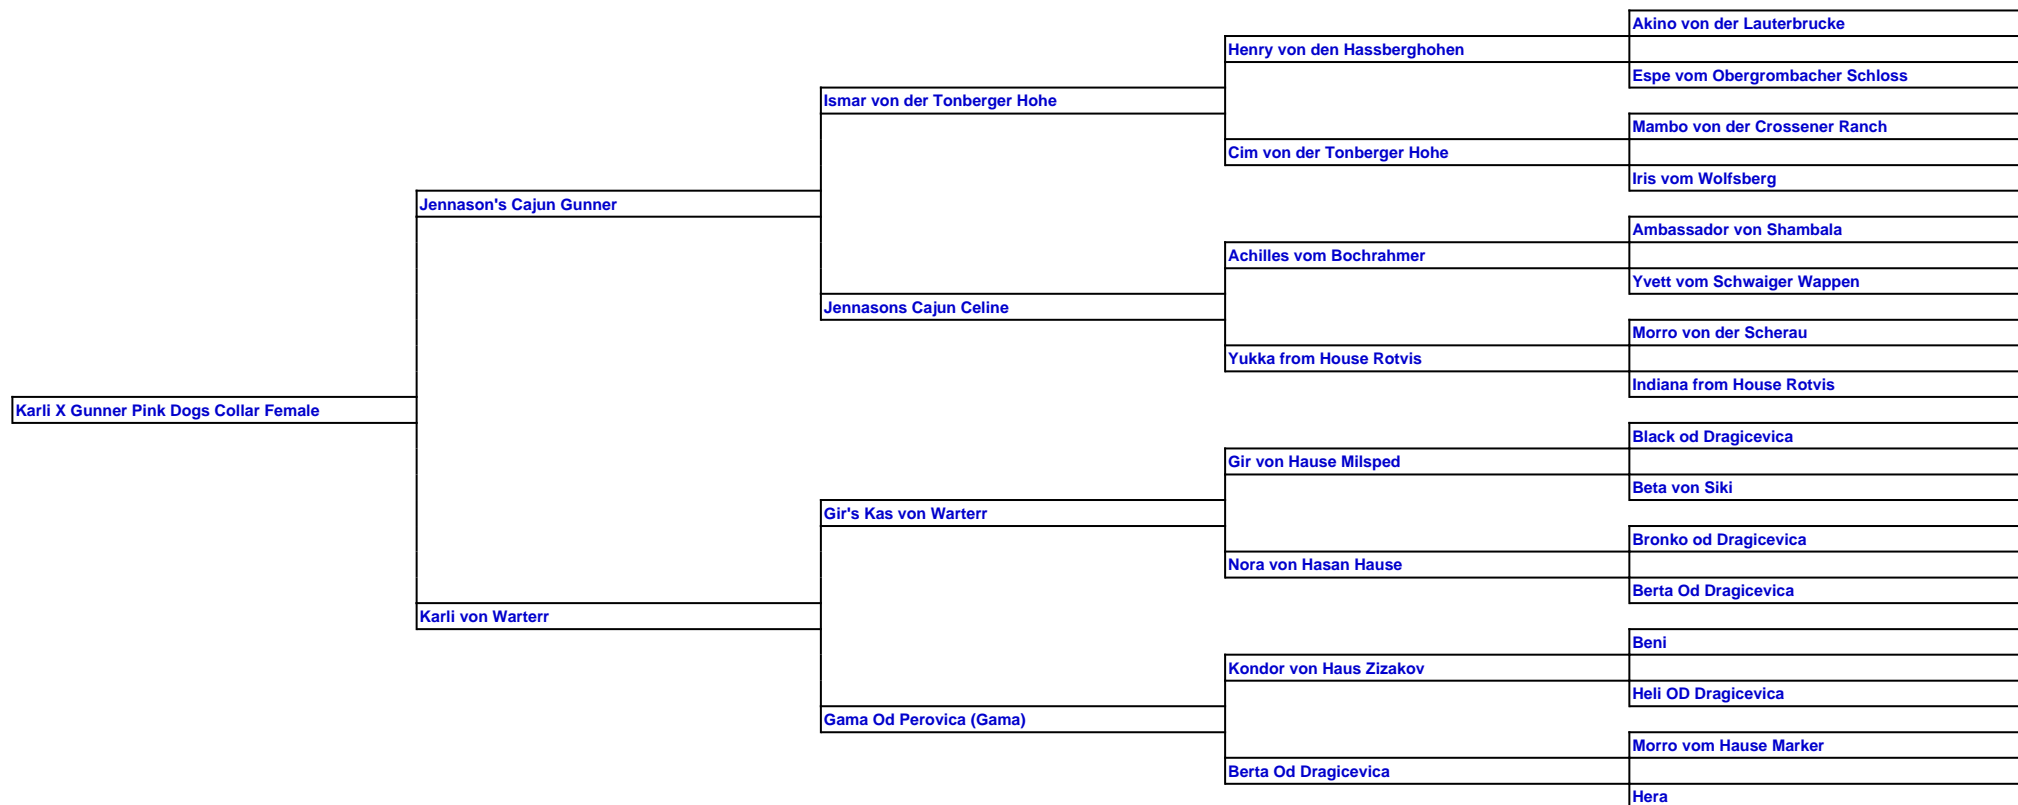 Akino von der Lauterbrucke
Henry von den Hassberghohen
Espe vom Obergrombacher Schloss
Ismar von der Tonberger Hohe
Mambo von der Crossener Ranch
Cim von der Tonberger Hohe
Iris vom Wolfsberg
Jennason's Cajun Gunner
Ambassador von Shambala
Achilles vom Bochrahmer
Yvett vom Schwaiger Wappen
Jennasons Cajun Celine
Morro von der Scherau
Yukka from House Rotvis
Indiana from House Rotvis
Karli X Gunner Pink Dogs Collar Female
Black od Dragicevica
Gir von Hause Milsped
Beta von Siki
Gir's Kas von Warterr
Bronko od Dragicevica
Nora von Hasan Hause
Berta Od Dragicevica
Karli von Warterr
Beni
Kondor von Haus Zizakov
Heli OD Dragicevica
Gama Od Perovica (Gama)
Morro vom Hause Marker
Berta Od Dragicevica
Hera